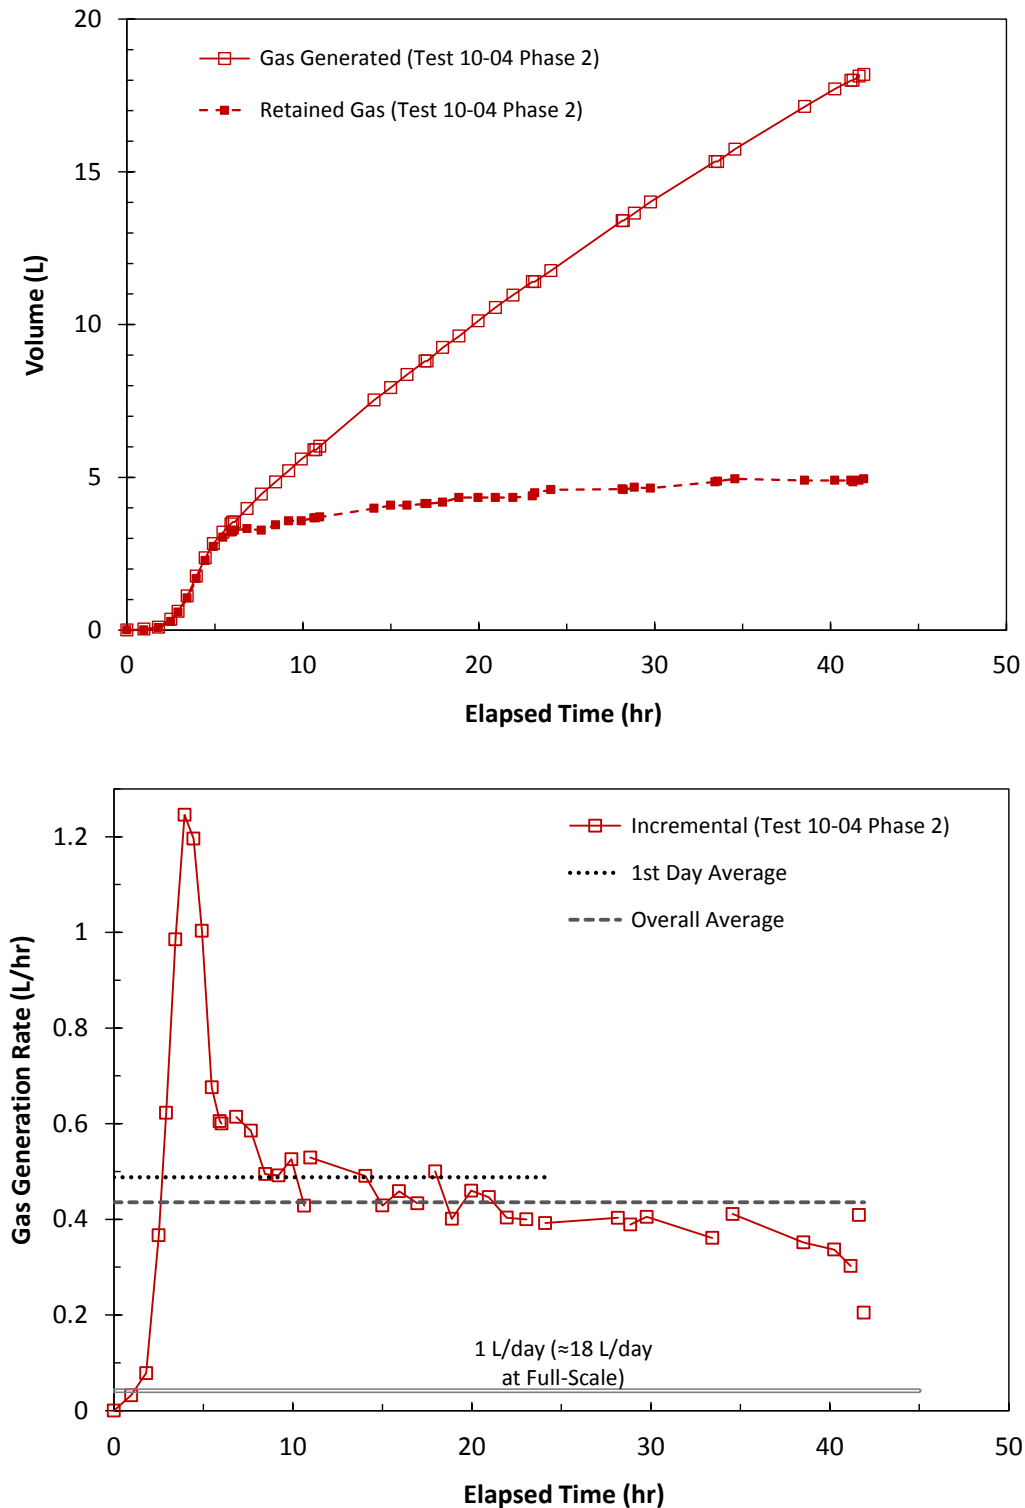 20
15
10
5
0
Volume (L)
Gas Generated (Test 10-04 Phase 2)
Retained Gas (Test 10-04 Phase 2)
0 10 20 30 40 50
Elapsed Time (hr)
1.2
1
0.8
0.6
0.4
0.2
0
Gas Generation Rate (L/hr)
Incremental (Test 10-04 Phase 2)
1st Day Average
Overall Average
1 L/day (≈18 L/day
at Full-Scale)
0 10 20 30 40 50
Elapsed Time (hr)